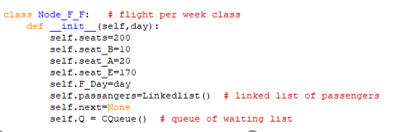 class Node_F_F:   # flight per week class
    def __init__(self,day):
        self.seats=200
        self.seat_B=10
        self.seat_A=20
        self.seat_E=170
        self.F_Day=day
        self.passangers=Linkedlist()  # linked list of passengers
        self.next=None
        self.Q = CQueue()  # queue of waiting list